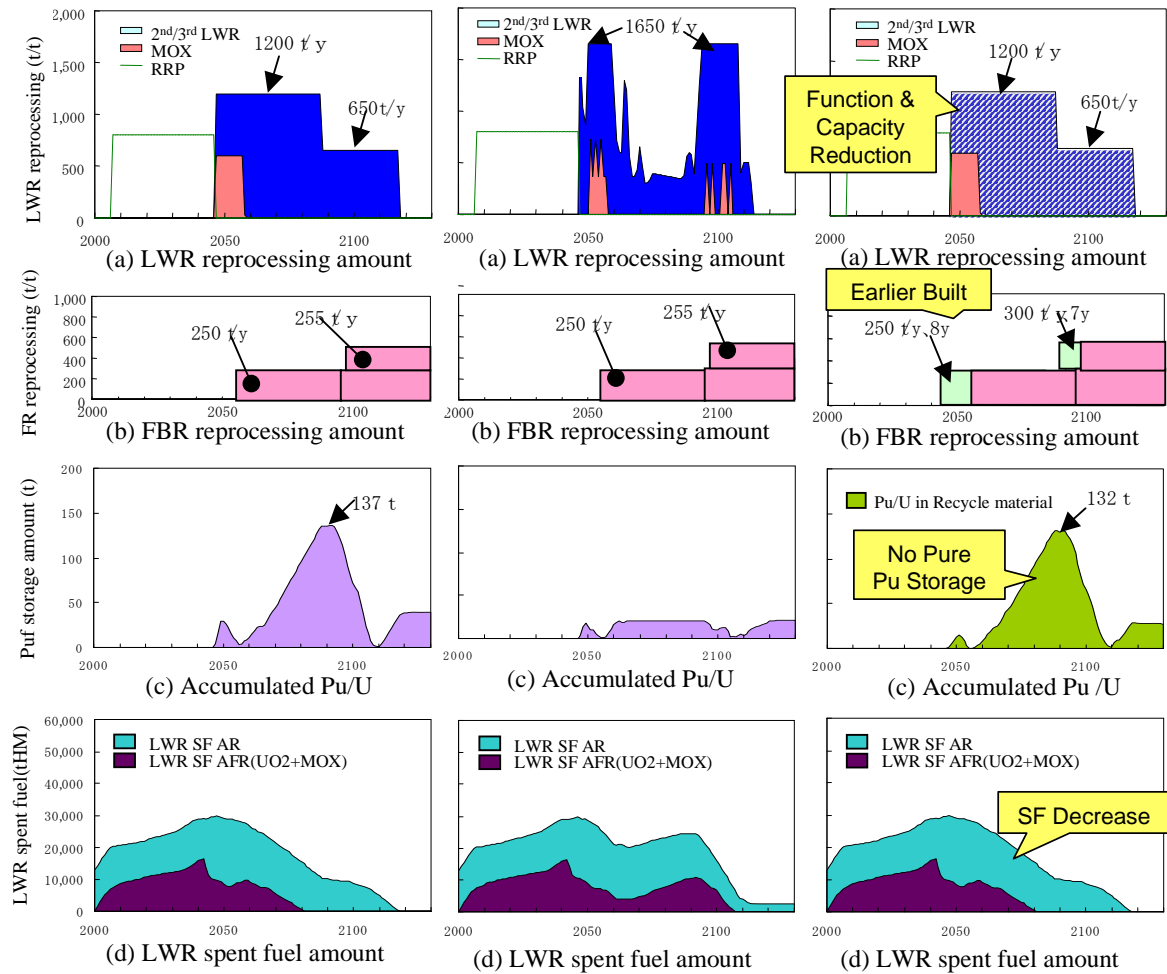 2,000
1,500
1,000
500
0
LWR reprocessing (t/t)
2nd/3rd LWR
MOX
RRP
1200 t/y
650t/y
2000
2050
2100
(a) LWR reprocessing amount
2nd/3rd LWR
MOX
RRP
1650 t/y
2000
2050
2100
(a) LWR reprocessing amount
2nd/3rd LWR
MOX
RRP
1200 t/y
650t/y
Function &
Capacity
Reduction
2000
2050
2100
(a) LWR reprocessing amount
FR reprocessing (t/t)
1,000
800
600
400
200
0
250 t/y
255 t/y
2000
2050
2100
(b) FBR reprocessing amount
250 t/y
255 t/y
2000
2050
2100
(b) FBR reprocessing amount
Earlier Built
250 t/y、8y
300 t/y、7y
2000
2050
2100
(b) FBR reprocessing amount
Puf storage amount (t)
200
150
100
50
0
137 t
2000
2050
2100
(c) Accumulated Pu/U
2000
2050
2100
(c) Accumulated Pu/U
Pu/U in Recycle material
132 t
No Pure
Pu Storage
2000
2050
2100
(c) Accumulated Pu /U
LWR spent fuel(tHM)
60,000
50,000
40,000
30,000
20,000
10,000
0
LWR SF AR
LWR SF AFR(UO2+MOX)
2000
2050
2100
(d) LWR spent fuel amount
LWR SF AR
LWR SF AFR(UO2+MOX)
2000
2050
2100
(d) LWR spent fuel amount
LWR SF AR
LWR SF AFR(UO2+MOX)
SF Decrease
2000
2050
2100
(d) LWR spent fuel amount